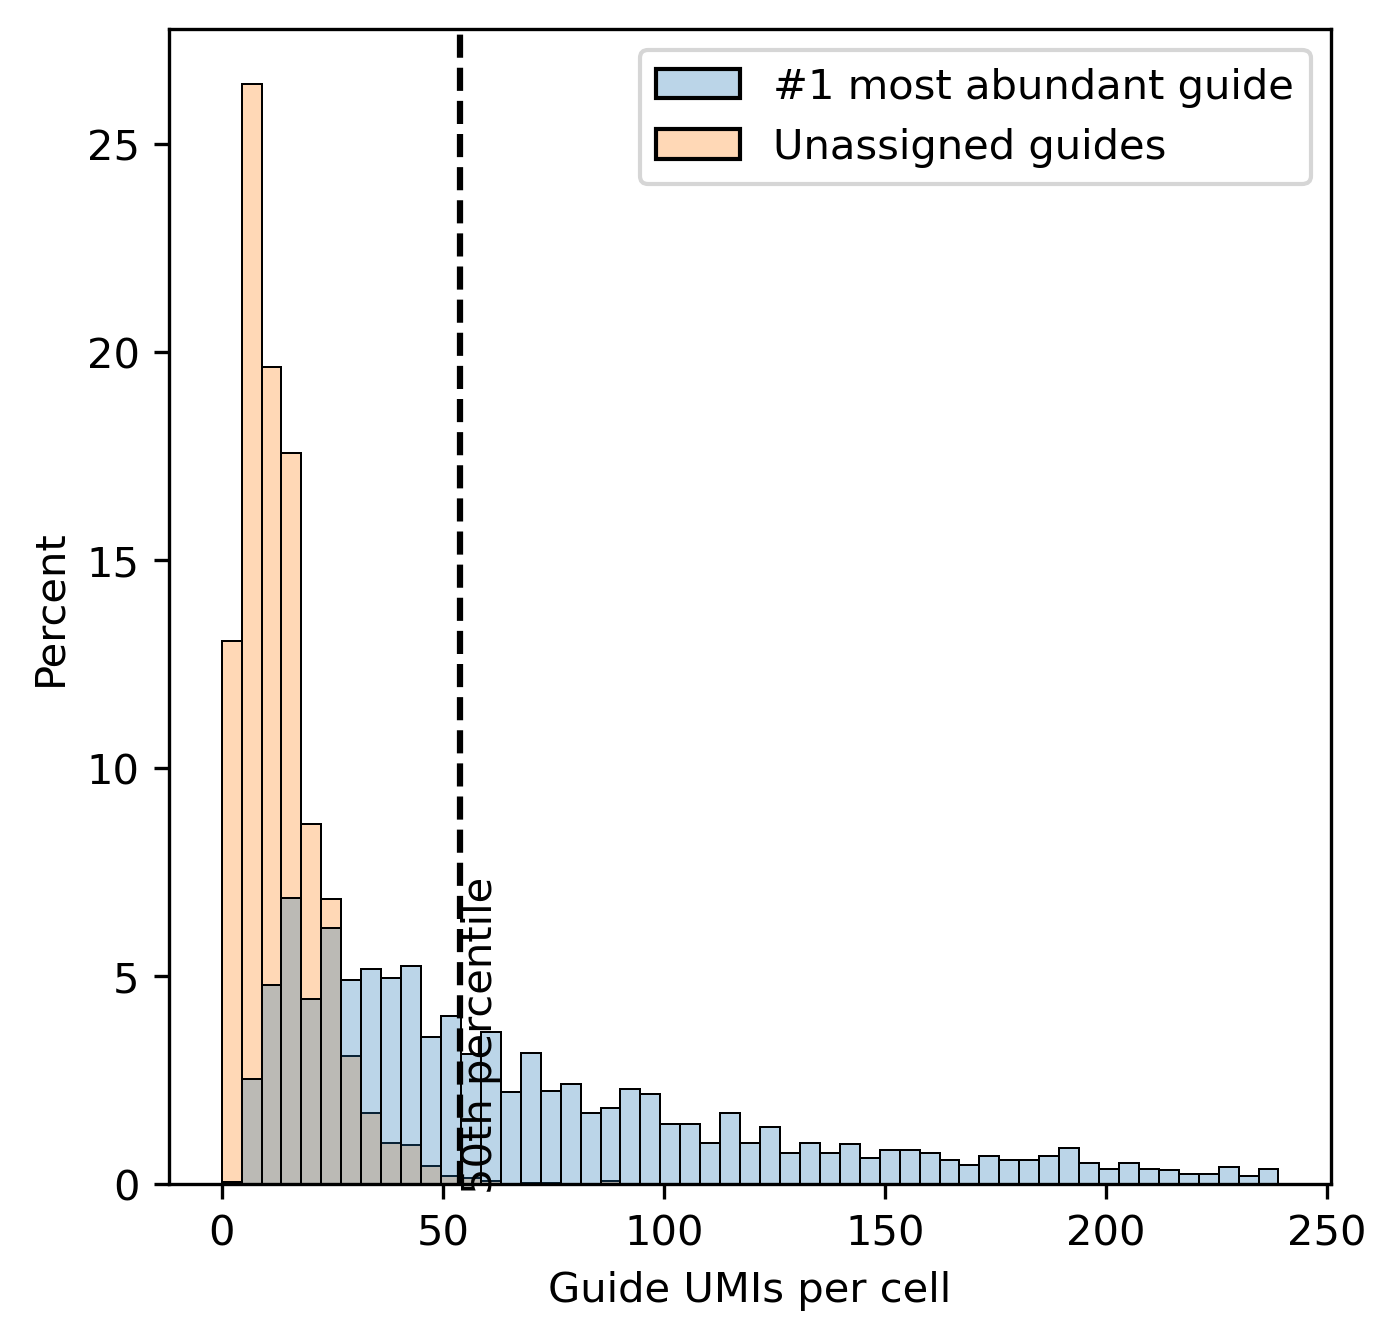 #1 most abundant guide
Unassigned guides
25
20
15
10
5
0
Percent
50th percentile
0 50 100 150 200 250
Guide UMIs per cell